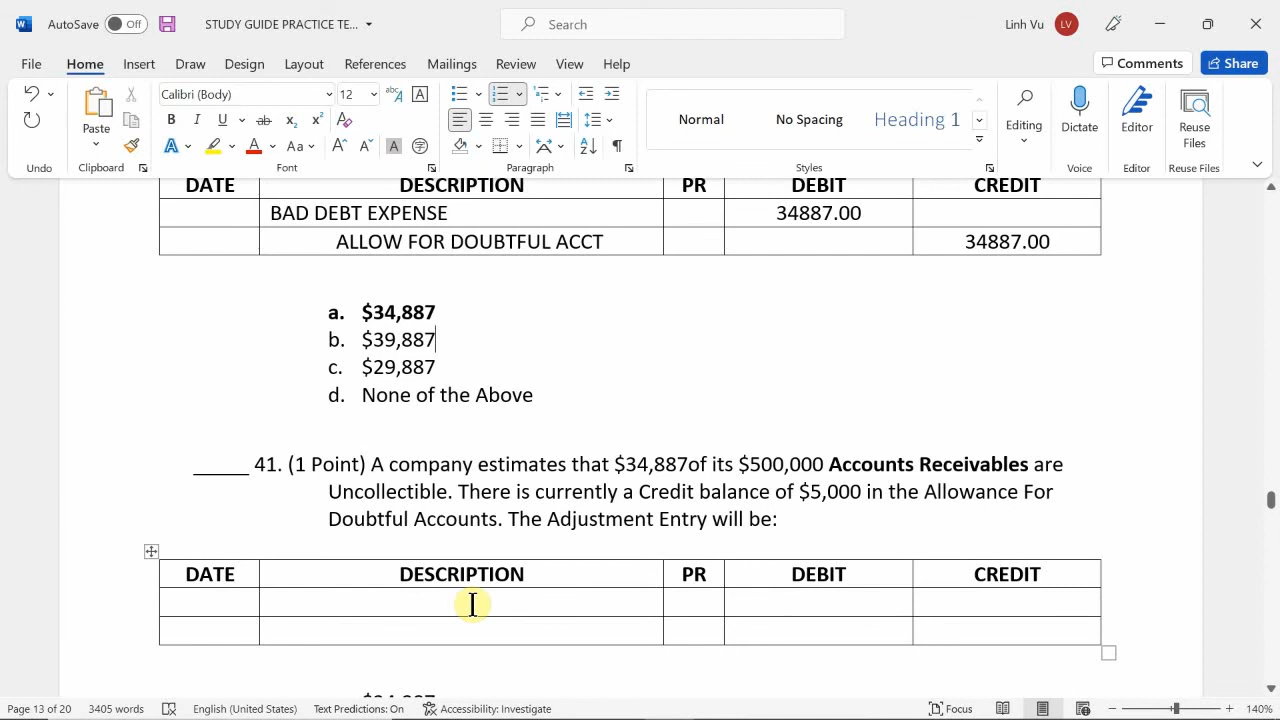 AutoSave Off STUDY GUIDE PRACTICE TE... Search Linh Vu LV
File Home Insert Draw Design Layout References Mailings Review View Help Comments Share
Calibri (Body) 12 Normal No Spacing Heading 1
Paste Editing Dictate Editor Reuse Files
Undo Clipboard Font Paragraph Styles Voice Editor Reuse Files
DATE DESCRIPTION PR DEBIT CREDIT
BAD DEBT EXPENSE 34887.00
ALLOW FOR DOUBTFUL ACCT 34887.00
a. $34,887
b. $39,887
c. $29,887
d. None of the Above
_____ 41. (1 Point) A company estimates that $34,887of its $500,000 Accounts Receivables are
Uncollectible. There is currently a Credit balance of $5,000 in the Allowance For
Doubtful Accounts. The Adjustment Entry will be:
DATE DESCRIPTION PR DEBIT CREDIT
Page 13 of 20 3405 words English (United States) Text Predictions: On Accessibility: Investigate Focus 140%